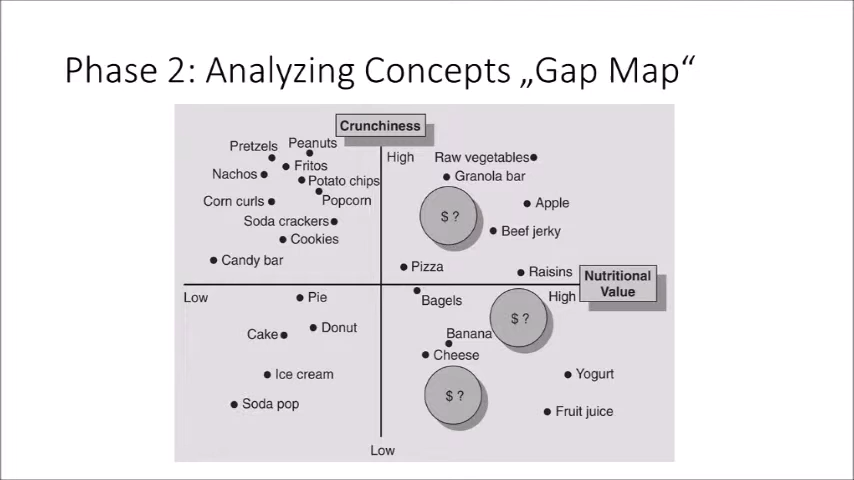 Phase 2: Analyzing Concepts „Gap Map“
Crunchiness
Pretzels
Peanuts
High
Raw vegetables
Fritos
Nachos
Potato chips
Granola bar
Corn curls
Popcorn
Apple
$ ?
Soda crackers
Beef jerky
Cookies
Candy bar
Pizza
Raisins
Nutritional
Value
Low
Pie
Bagels
High
$ ?
Cake
Donut
Banana
Cheese
Ice cream
Yogurt
$ ?
Soda pop
Fruit juice
Low